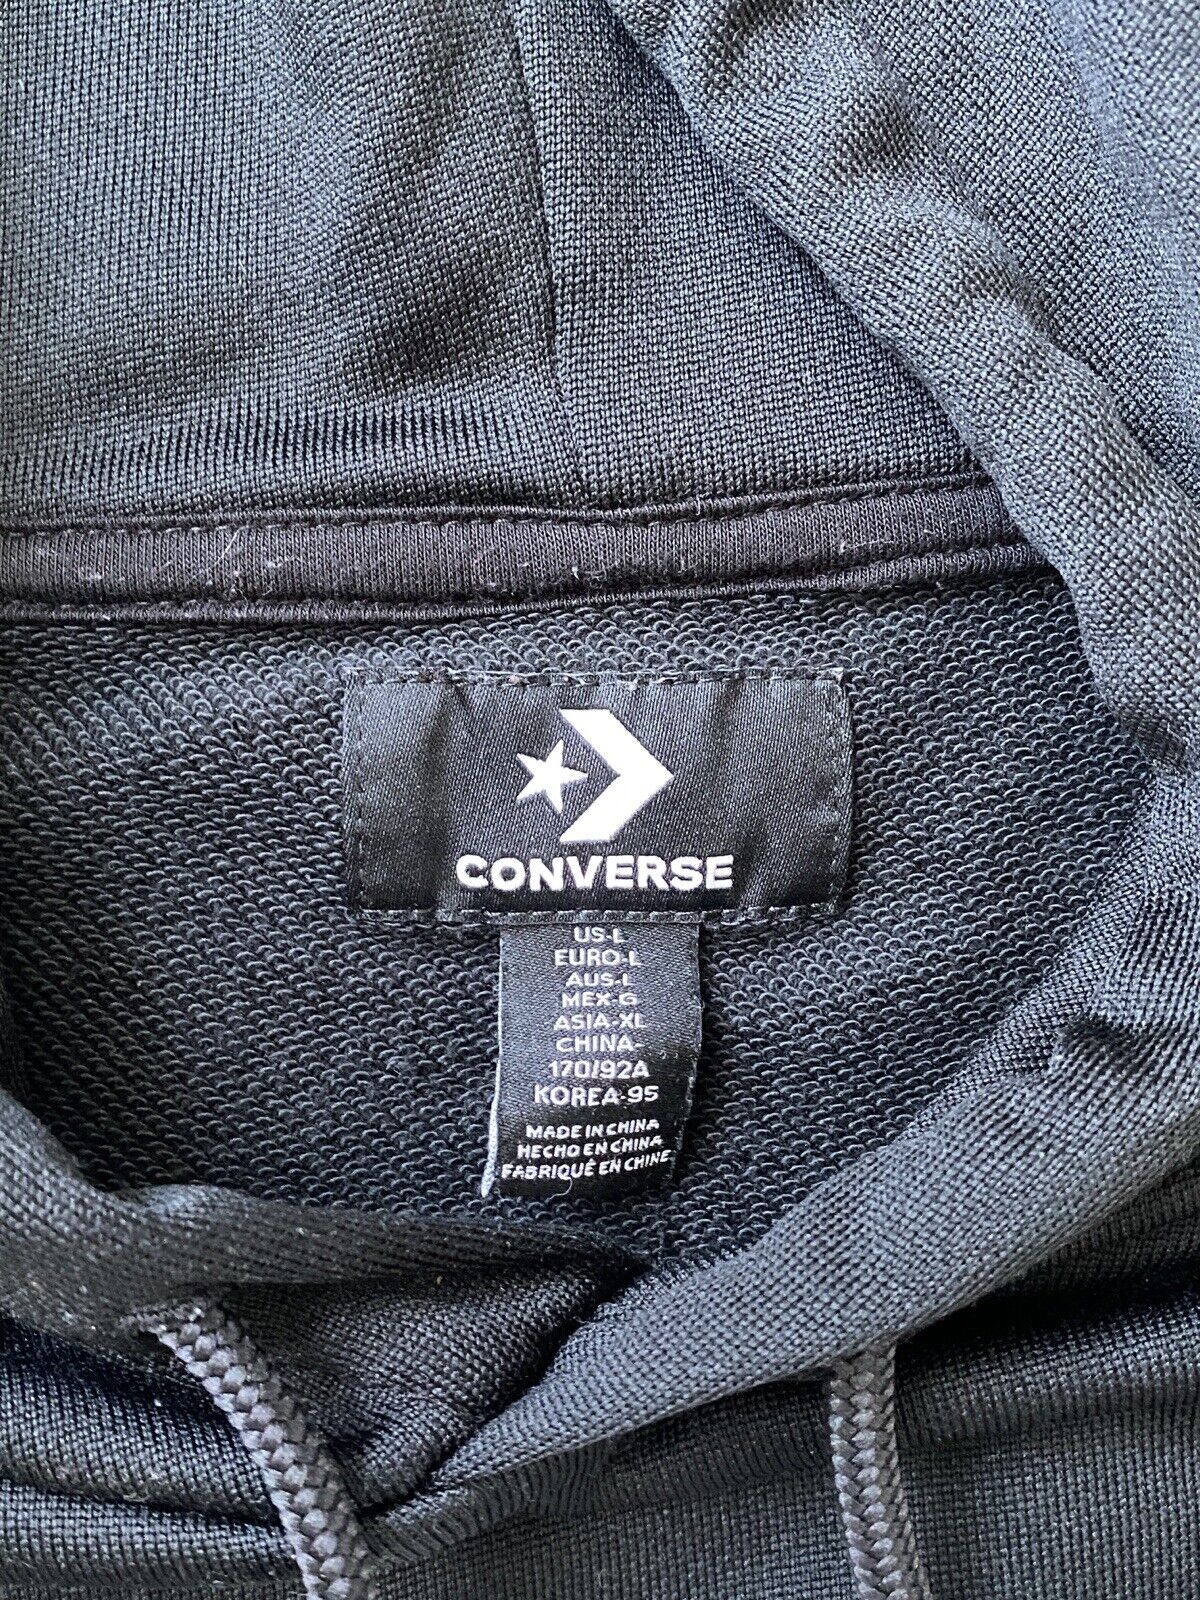 CONVERSE
US-L
EURO-L
AUS-L
MEX-G
ASIA-XL
CHINA-
170/92A
KOREA-95
MADE IN CHINA
HECHO EN CHINA
FABRIQUÉ EN CHINE